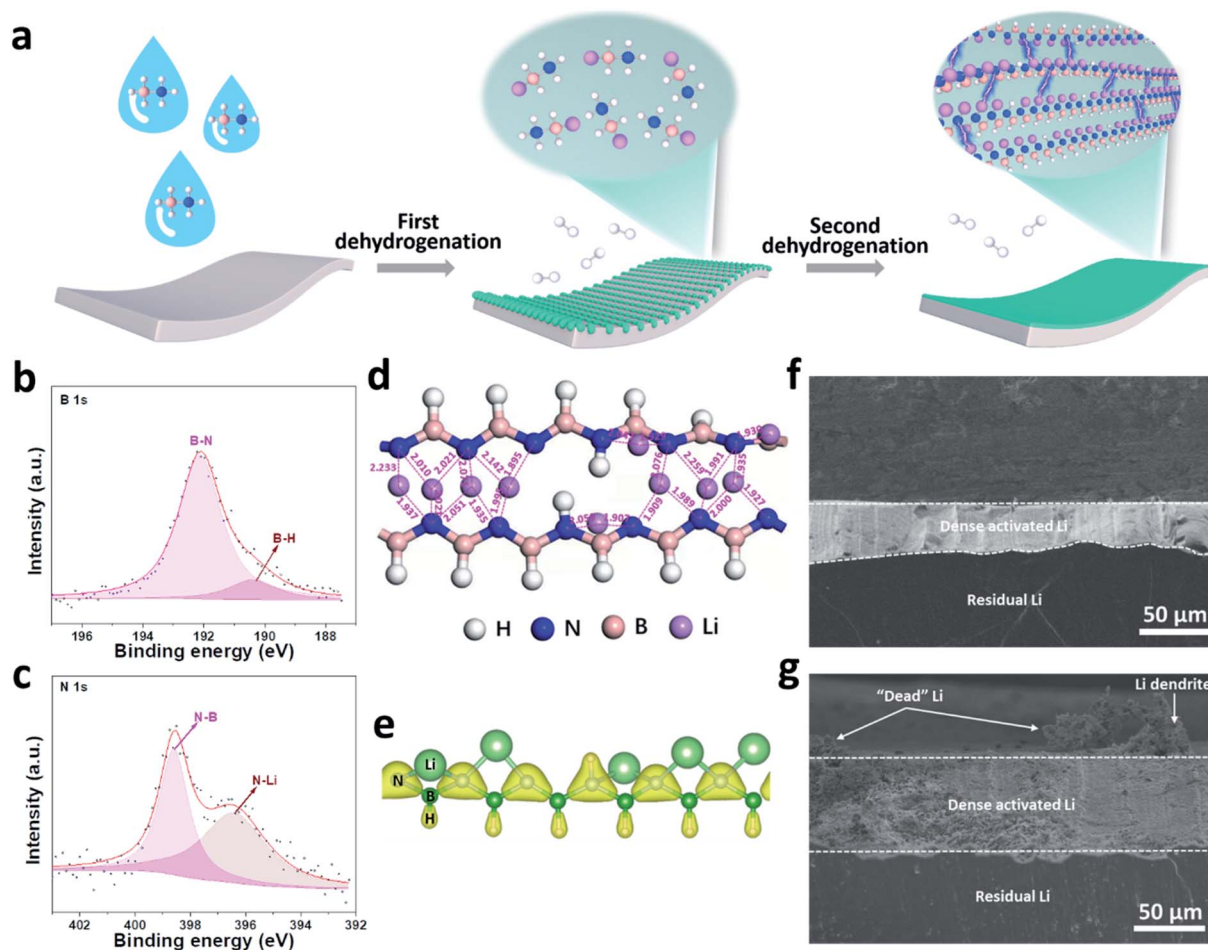 a
First
dehydrogenation
Second
dehydrogenation
b
B 1s
B-N
B-H
Intensity (a.u.)
196 194 192 190 188
Binding energy (eV)
c
N 1s
N-B
N-Li
Intensity (a.u.)
402 400 398 396 394 392
Binding energy (eV)
d
2.233
2.010
2.021
2.142
1.895
2.259
1.991
1.935
1.937
2.051
1.935
1.909
1.989
2.000
1.927
H N B Li
e
Li
N
B
H
f
Dense activated Li
Residual Li
50 μm
g
“Dead” Li
Li dendrite
Dense activated Li
Residual Li
50 μm